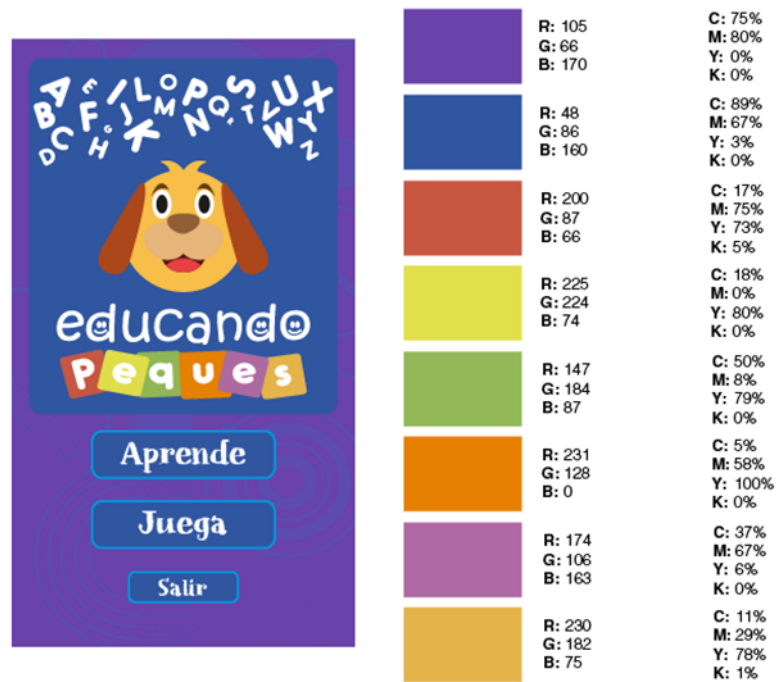 A B C D E F G H I J K L M N O P Q S T U V W X Y Z
educando
Peques
Aprende
Juega
Salir
R: 105
G: 66
B: 170
C: 75%
M: 80%
Y: 0%
K: 0%
R: 48
G: 86
B: 160
C: 89%
M: 67%
Y: 3%
K: 0%
R: 200
G: 87
B: 66
C: 17%
M: 75%
Y: 73%
K: 5%
R: 225
G: 224
B: 74
C: 18%
M: 0%
Y: 80%
K: 0%
R: 147
G: 184
B: 87
C: 50%
M: 8%
Y: 79%
K: 0%
R: 231
G: 128
B: 0
C: 5%
M: 58%
Y: 100%
K: 0%
R: 174
G: 106
B: 163
C: 37%
M: 67%
Y: 6%
K: 0%
R: 230
G: 182
B: 75
C: 11%
M: 29%
Y: 78%
K: 1%